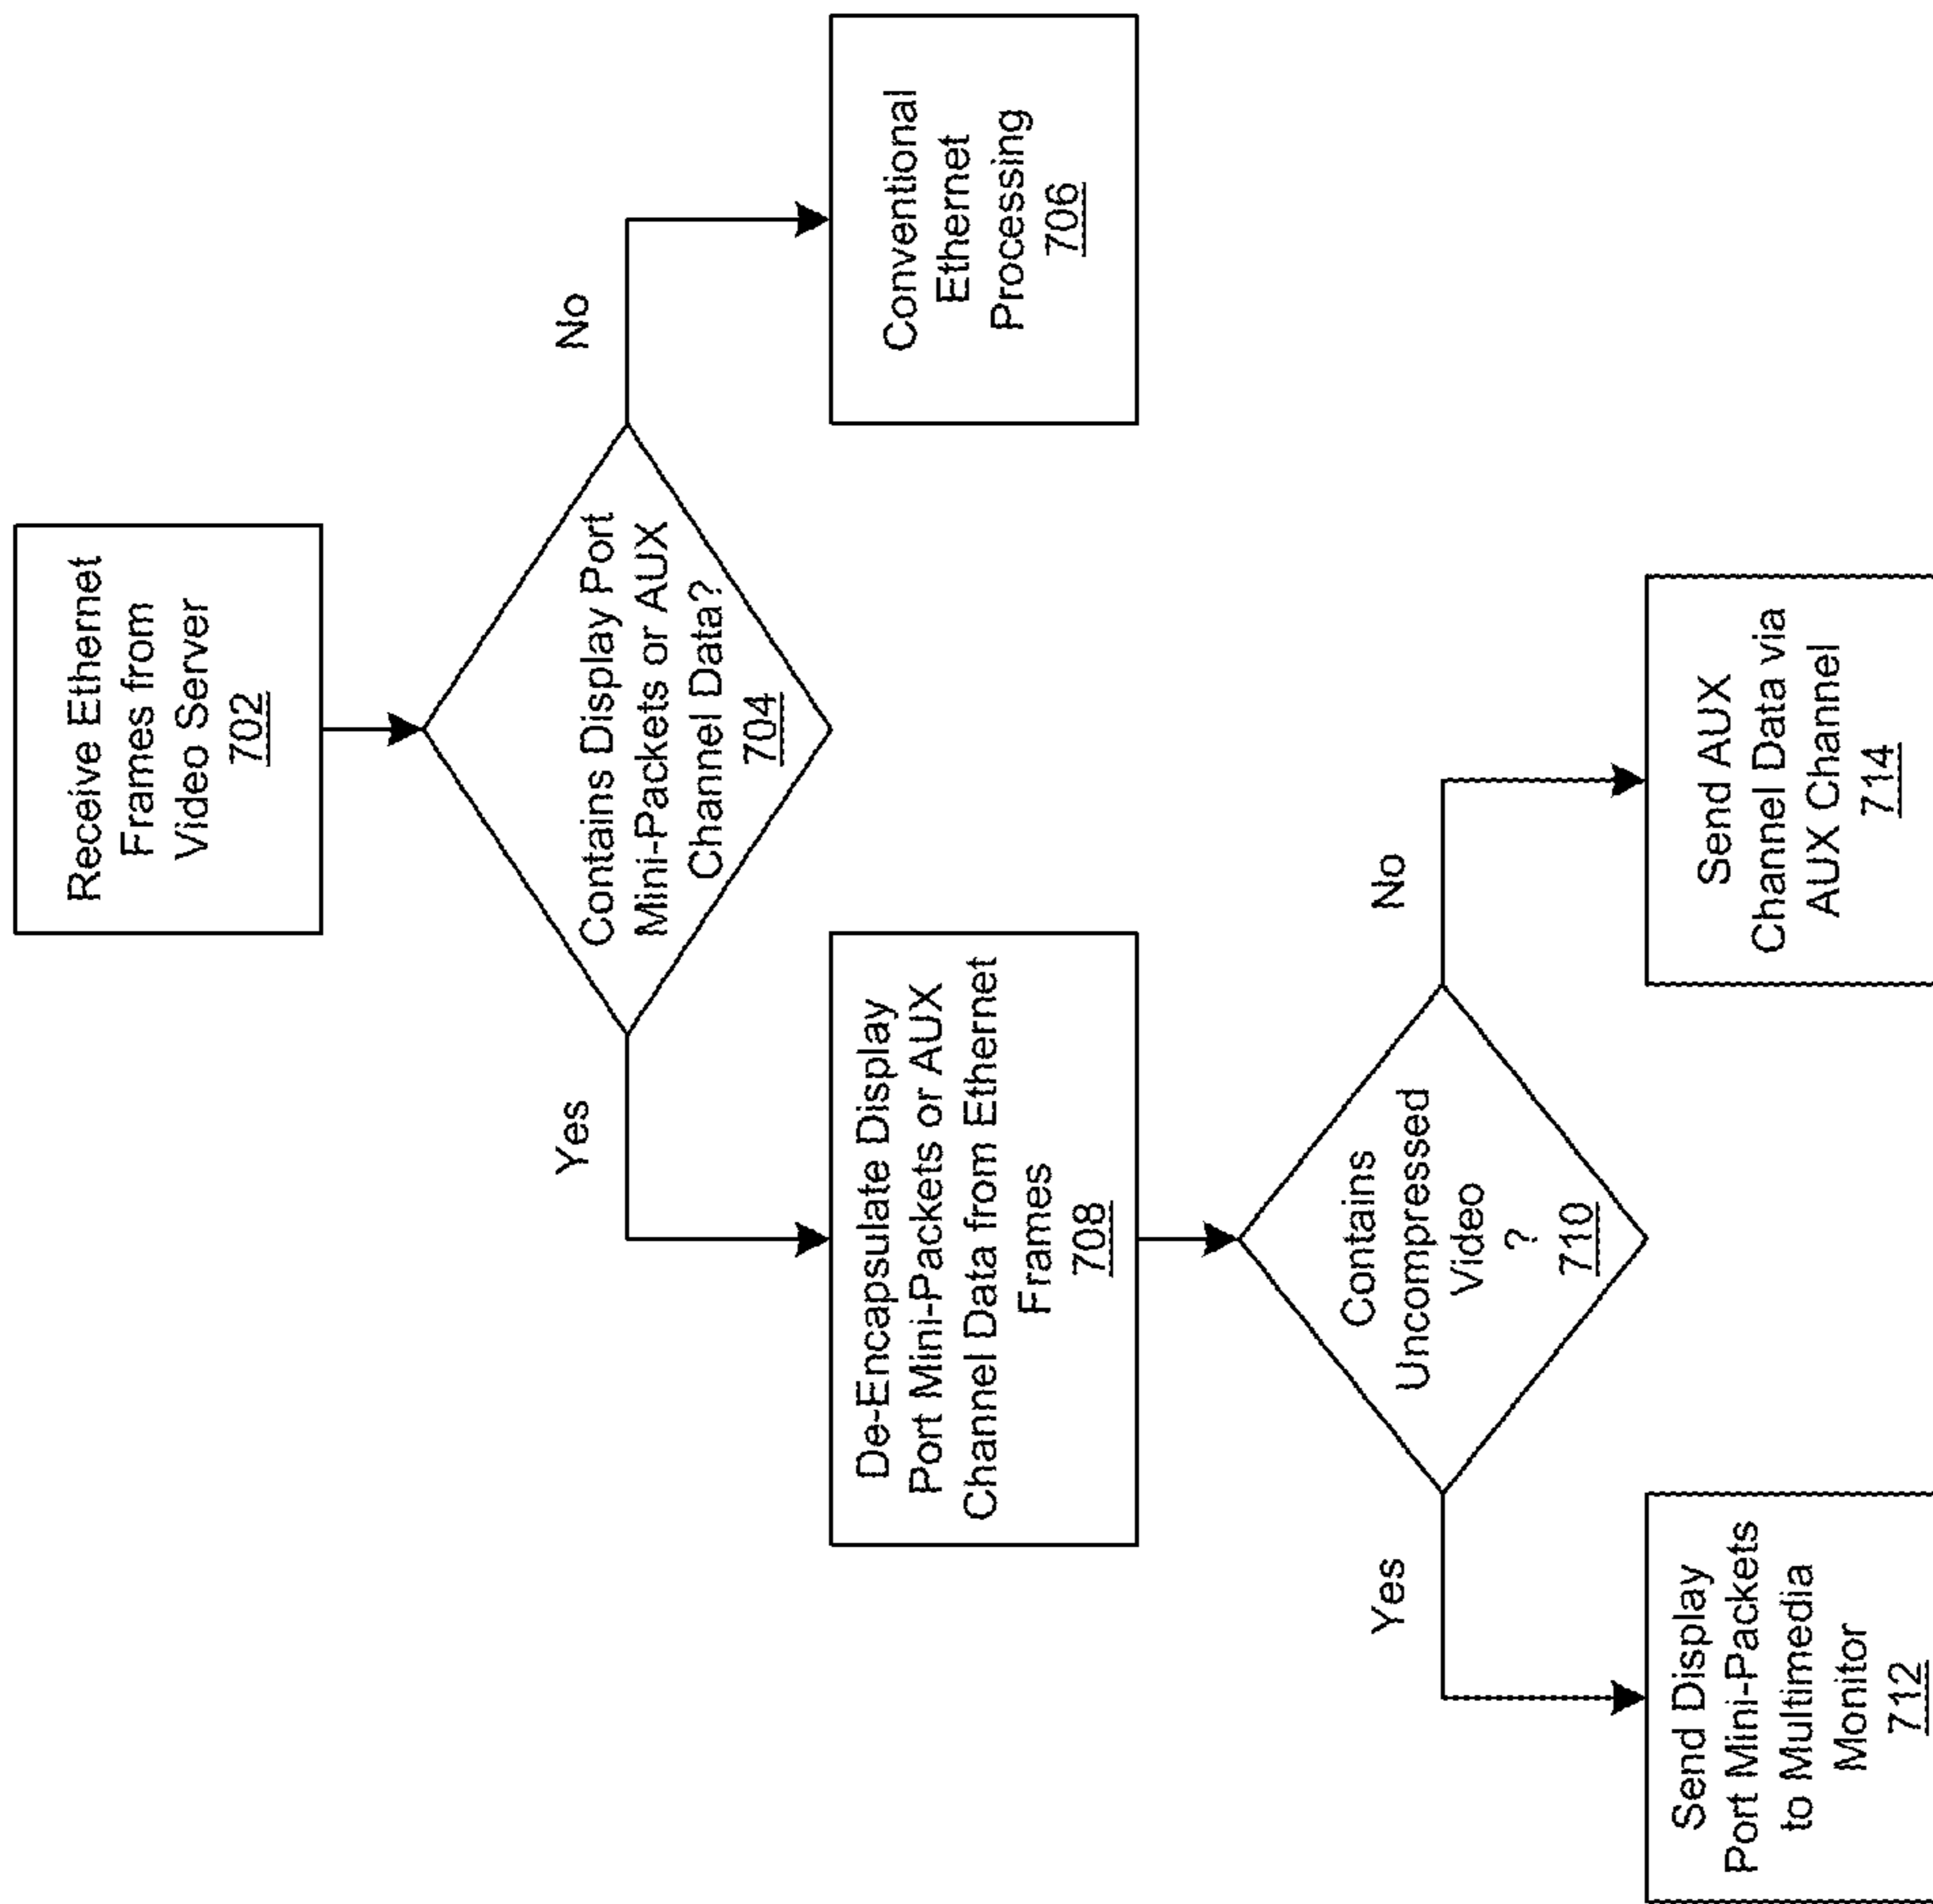 Receive Ethernet
Frames from
Video Server
702
Contains Display Port
Mini-Packets or AUX
Channel Data?
704
No
Conventional
Ethernet
Processing
706
Yes
De-Encapsulate Display
Port Mini-Packets or AUX
Channel Data from Ethernet
Frames
708
Contains
Uncompressed
Video
?
710
Yes
Send Display
Port Mini-Packets
to Multimedia
Monitor
712
No
Send AUX
Channel Data via
AUX Channel
714